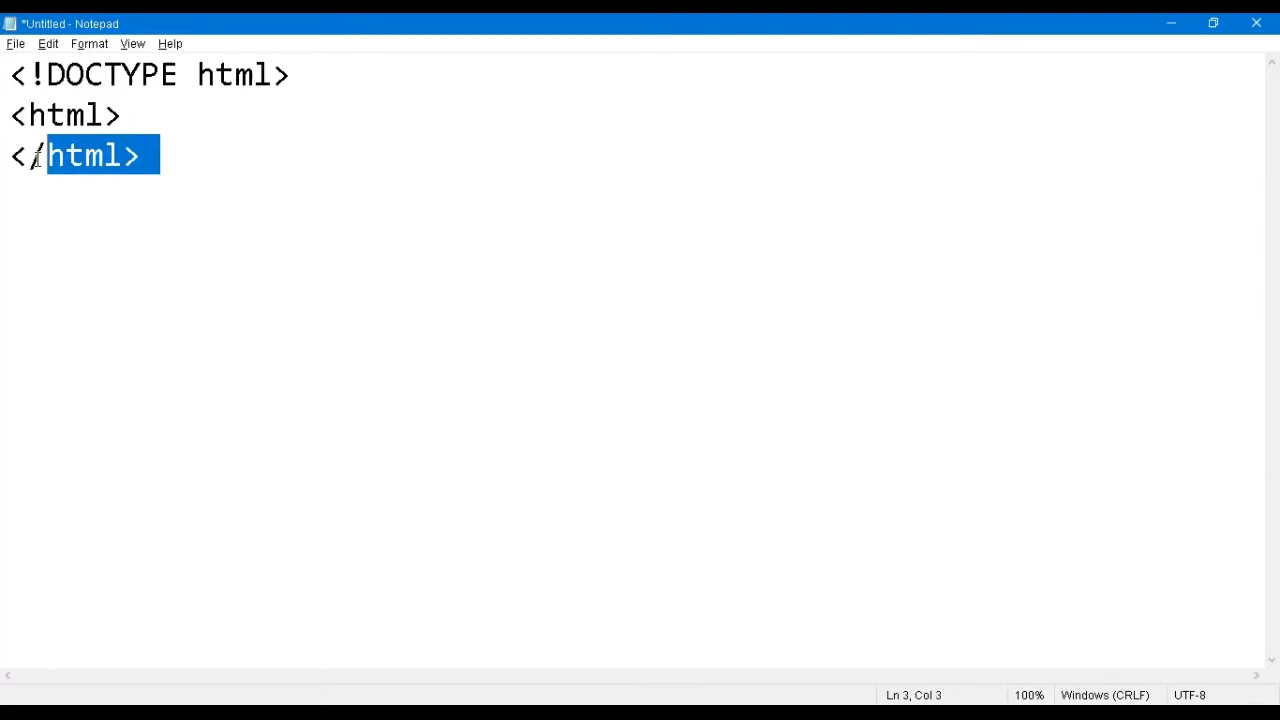 *Untitled - Notepad
File Edit Format View Help
<!DOCTYPE html>
<html>
</html>
Ln 3, Col 3 100% Windows (CRLF) UTF-8